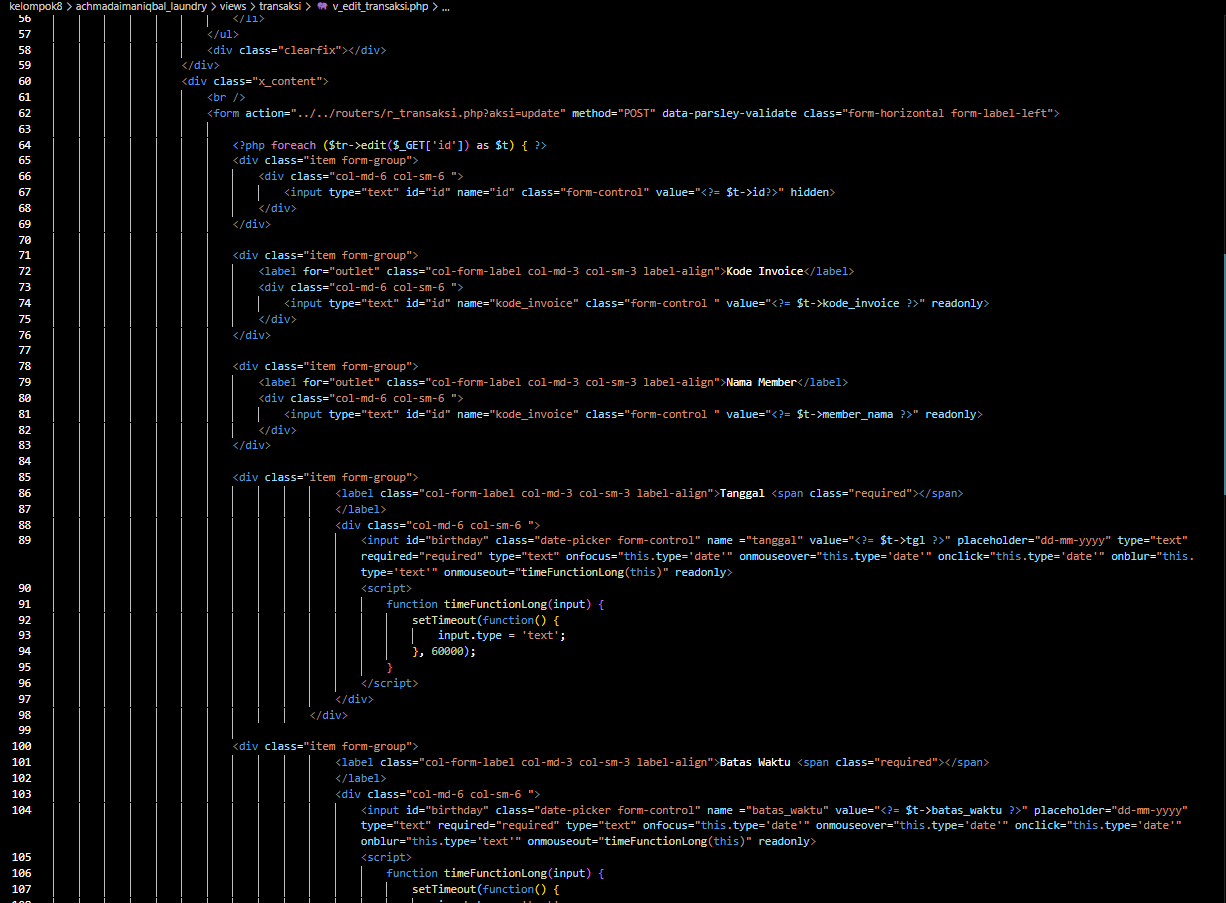 kelompok8 > achmadaimaniqbal_laundry > views > transaksi > v_edit_transaksi.php > ...
56 </li>
57 </ul>
58 <div class="clearfix"></div>
59 </div>
60 <div class="x_content">
61 <br />
62 <form action="../../routers/r_transaksi.php?aksi=update" method="POST" data-parsley-validate class="form-horizontal form-label-left">
63
64 <?php foreach ($tr->edit($_GET['id']) as $t) { ?>
65 <div class="item form-group">
66 <div class="col-md-6 col-sm-6 ">
67 <input type="text" id="id" name="id" class="form-control" value="<?= $t->id?>" hidden>
68 </div>
69 </div>
70
71 <div class="item form-group">
72 <label for="outlet" class="col-form-label col-md-3 col-sm-3 label-align">Kode Invoice</label>
73 <div class="col-md-6 col-sm-6 ">
74 <input type="text" id="id" name="kode_invoice" class="form-control " value="<?= $t->kode_invoice ?>" readonly>
75 </div>
76 </div>
77
78 <div class="item form-group">
79 <label for="outlet" class="col-form-label col-md-3 col-sm-3 label-align">Nama Member</label>
80 <div class="col-md-6 col-sm-6 ">
81 <input type="text" id="id" name="kode_invoice" class="form-control " value="<?= $t->member_nama ?>" readonly>
82 </div>
83 </div>
84
85 <div class="item form-group">
86 <label class="col-form-label col-md-3 col-sm-3 label-align">Tanggal <span class="required"></span>
87 </label>
88 <div class="col-md-6 col-sm-6 ">
89 <input id="birthday" class="date-picker form-control" name ="tanggal" value="<?= $t->tgl ?>" placeholder="dd-mm-yyyy" type="text"
required="required" type="text" onfocus="this.type='date'" onmouseover="this.type='date'" onclick="this.type='date'" onblur="this.
type='text'" onmouseout="timeFunctionLong(this)" readonly>
90 <script>
91 function timeFunctionLong(input) {
92 setTimeout(function() {
93 input.type = 'text';
94 }, 60000);
95 }
96 </script>
97 </div>
98 </div>
99
100 <div class="item form-group">
101 <label class="col-form-label col-md-3 col-sm-3 label-align">Batas Waktu <span class="required"></span>
102 </label>
103 <div class="col-md-6 col-sm-6 ">
104 <input id="birthday" class="date-picker form-control" name ="batas_waktu" value="<?= $t->batas_waktu ?>" placeholder="dd-mm-yyyy"
type="text" required="required" type="text" onfocus="this.type='date'" onmouseover="this.type='date'" onclick="this.type='date'"
onblur="this.type='text'" onmouseout="timeFunctionLong(this)" readonly>
105 <script>
106 function timeFunctionLong(input) {
107 setTimeout(function() {